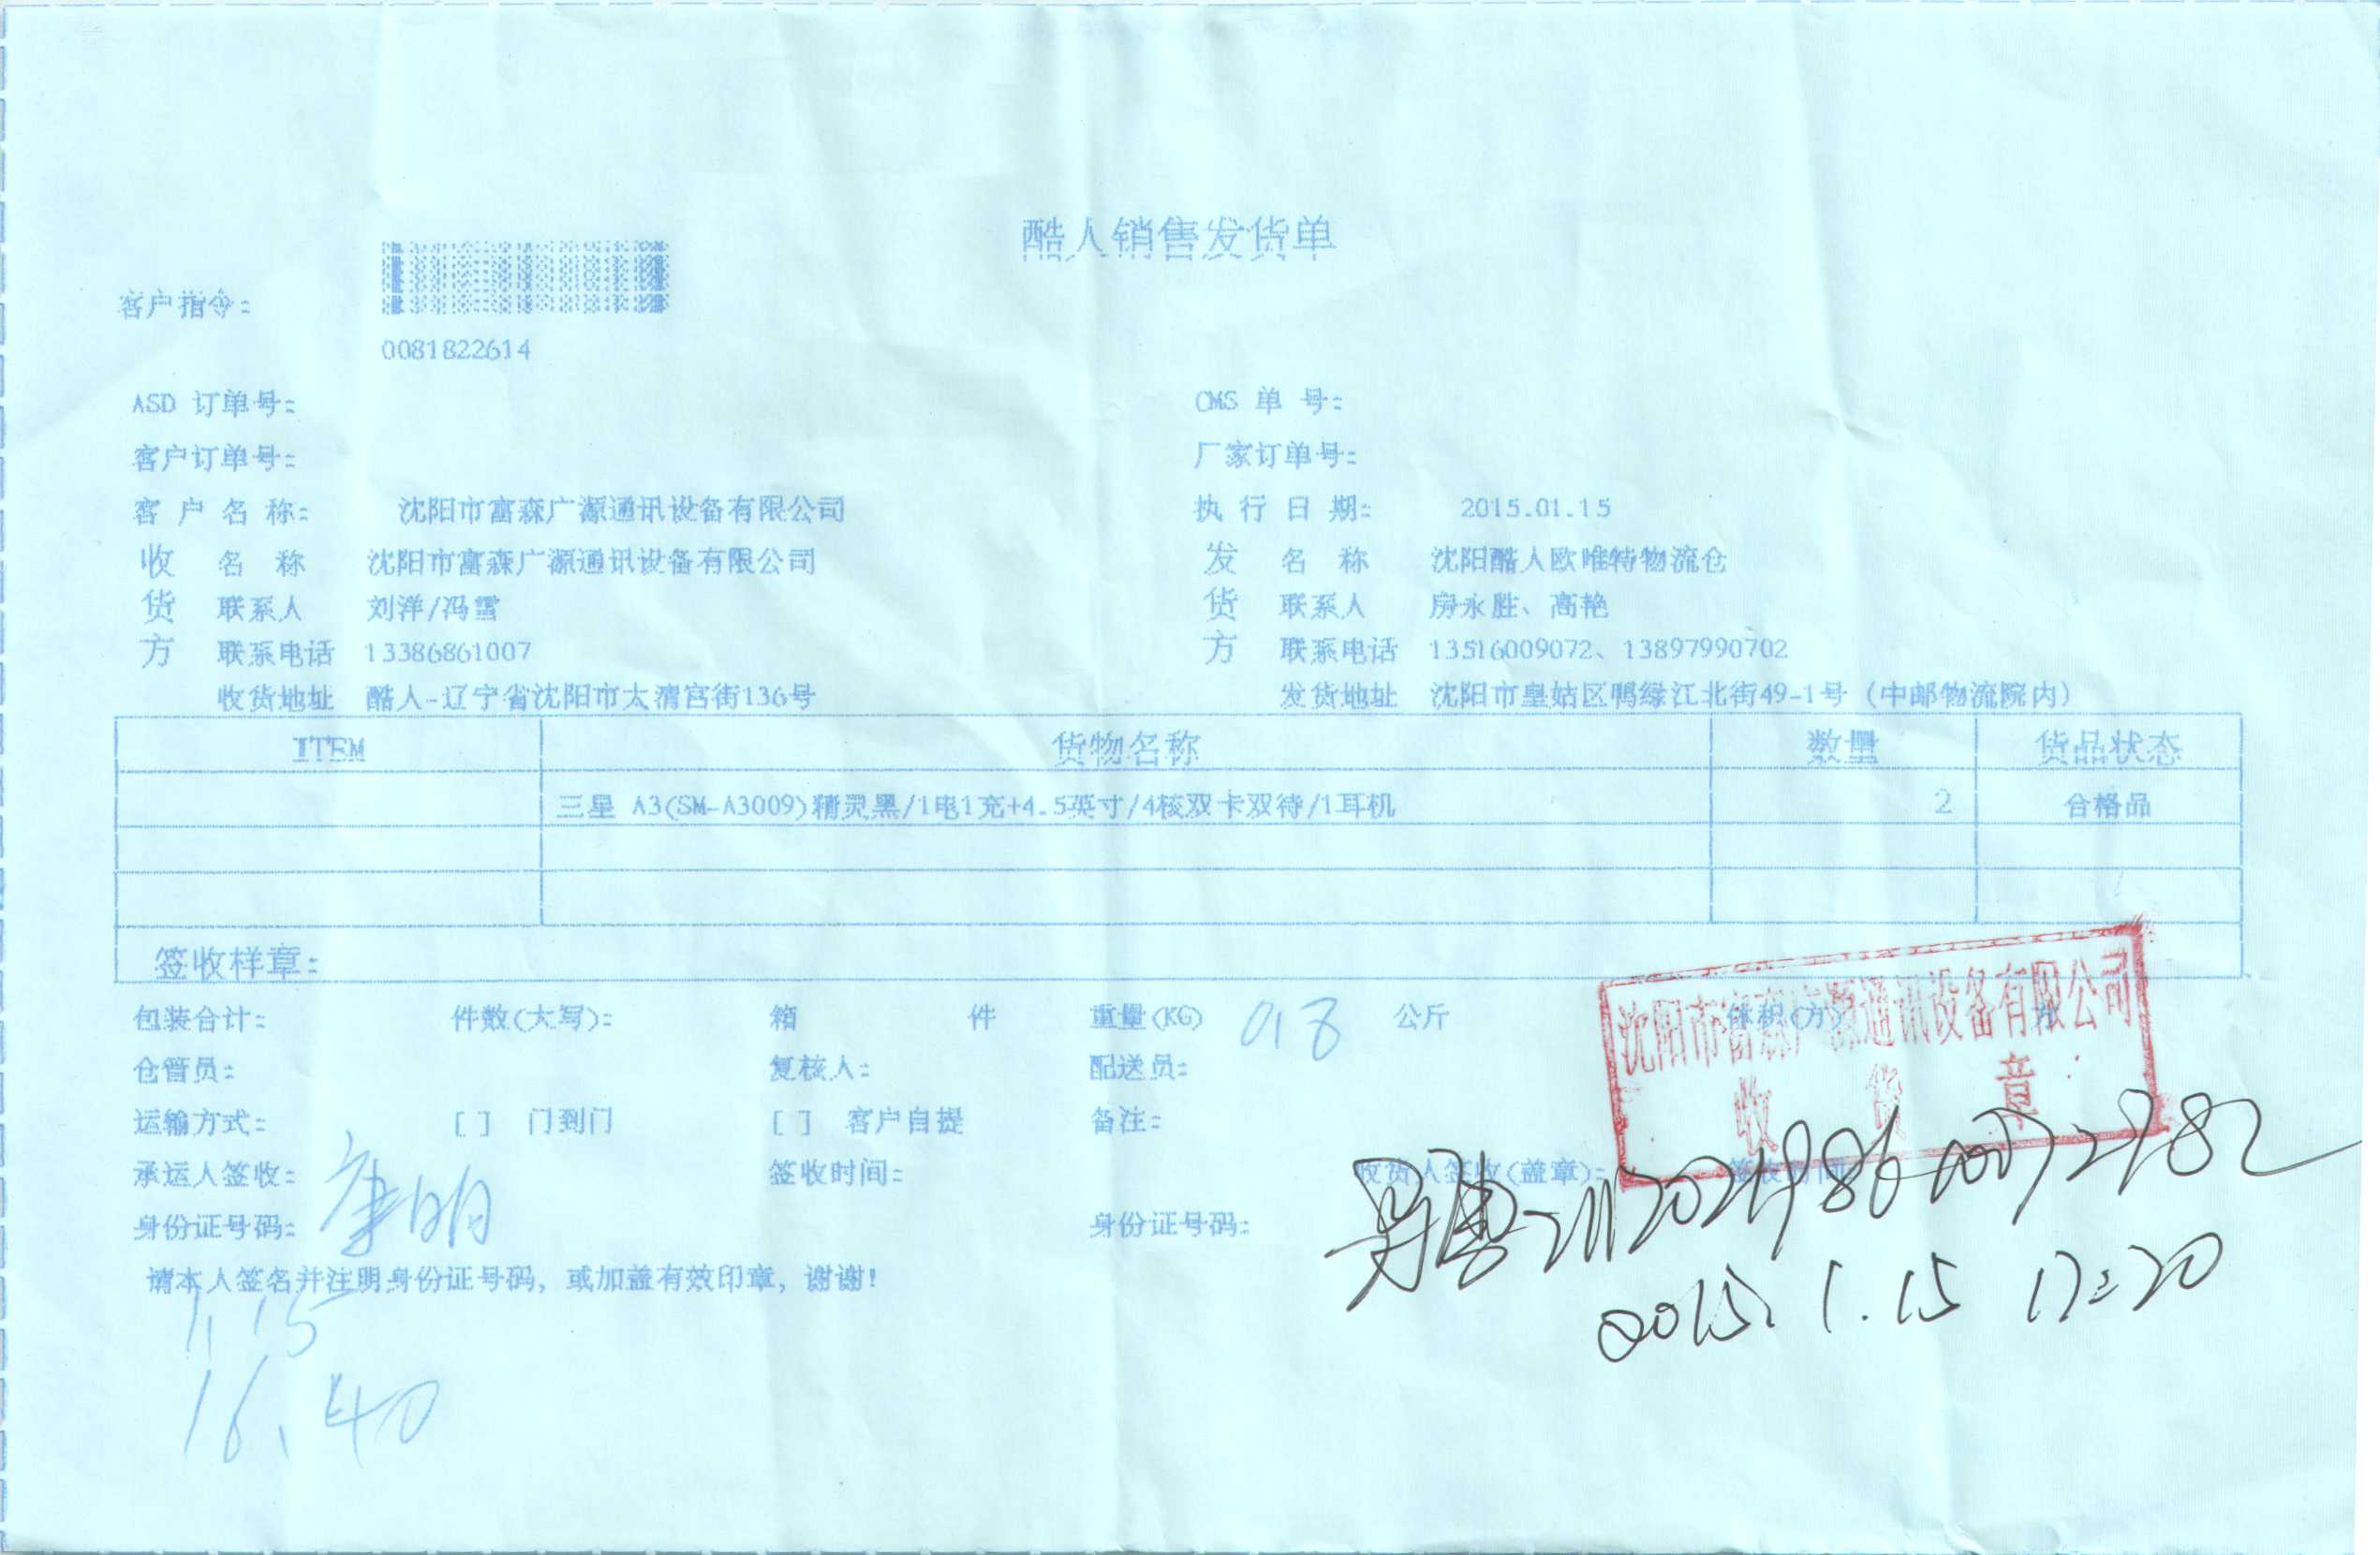 酷人销售发货单
客户指令:
0081822614
ASD 订单号: CMS 单 号:
客户订单号: 厂家订单号:
客 户 名 称: 沈阳市富森广源通讯设备有限公司 执 行 日 期: 2015.01.15
收 名 称 沈阳市富森广源通讯设备有限公司 发 名 称 沈阳酷人欧唯特物流仓
货 联系人 刘洋/冯雪 货 联系人 房永胜、高艳
方 联系电话 13386861007 方 联系电话 13516009072、13897990702
收货地址 酷人-辽宁省沈阳市太清宫街136号 发货地址 沈阳市皇姑区鸭绿江北街49-1号 (中邮物流院内)
ITEM 货物名称 数量 货品状态
三星 A3(SM-A3009)精灵黑/1电1充+4.5英寸/4核双卡双待/1耳机 2 合格品
签收样章:
包装合计: 件数(大写): 箱 件 重量(KG) 0.8 公斤 体积(方) 方
沈阳市富森广源通讯设备有限公司
收 货 章
仓管员: 复核人: 配送员:
运输方式: [ ] 门到门 [ ] 客户自提 备注:
承运人签收: 康明 签收时间: 收货人签收(盖章): 签收时间
身份证号码: 身份证号码:
请本人签名并注明身份证号码, 或加盖有效印章, 谢谢!
2015.1.15 17:20
1.15
16.40